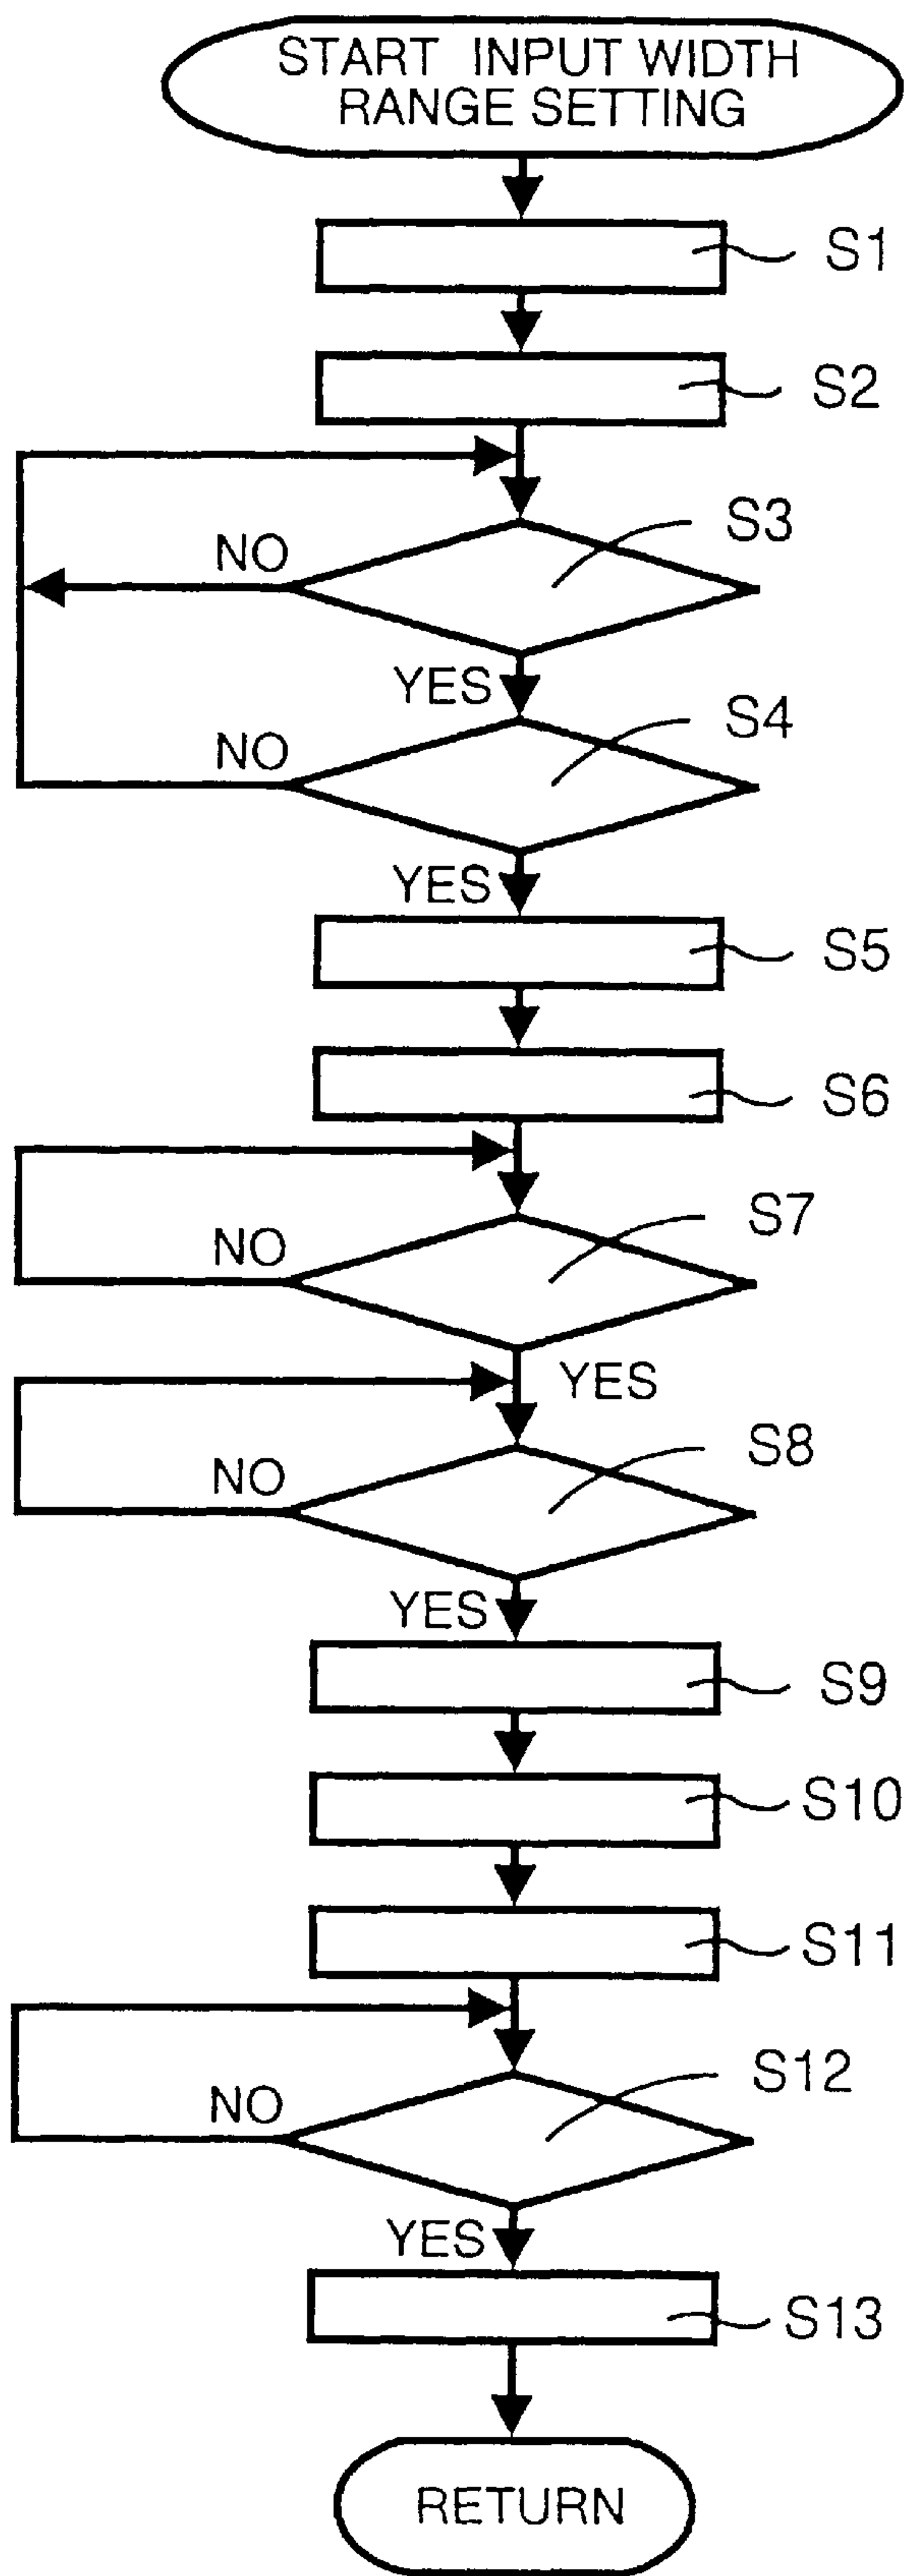 START INPUT WIDTH
RANGE SETTING
S1
S2
S3
NO
YES
S4
NO
YES
S5
S6
S7
NO
YES
S8
NO
YES
S9
S10
S11
S12
NO
YES
S13
RETURN